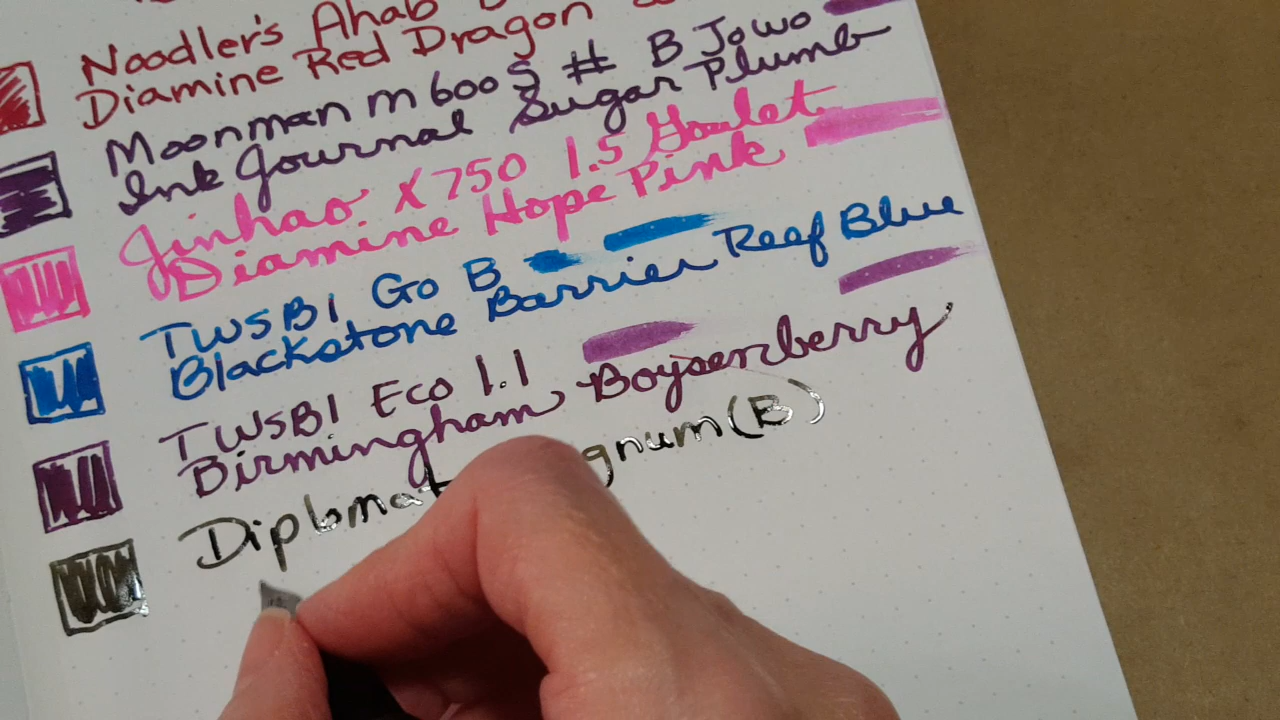 Noodler's Ahab
Diamine Red Dragon
Moonman m600S # B Jowo
Ink Journal Sugar Plumb
Jinhao X750 1.5 Goulet
Diamine Hope Pink
TWSBI Go B
Blackstone Barrier Reef Blue
TWSBI Eco 1.1
Birmingham Boysenberry
Diplomat gnum (B)